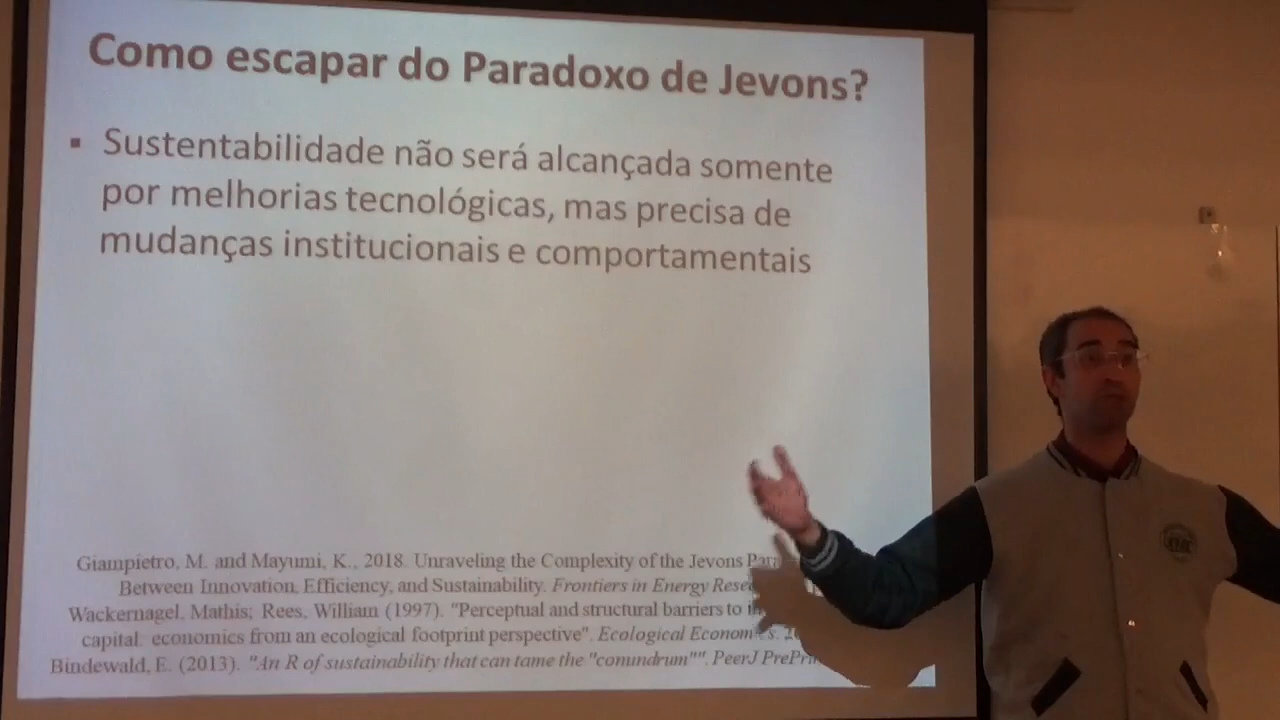 Como escapar do Paradoxo de Jevons?
▪ Sustentabilidade não será alcançada somente
por melhorias tecnológicas, mas precisa de
mudanças institucionais e comportamentais
Giampietro, M. and Mayumi, K., 2018. Unraveling the Complexity of the Jevons
Between Innovation, Efficiency, and Sustainability. Frontiers in Energy
Wackernagel, Mathis; Rees, William (1997). "Perceptual and structural barriers to
capital: economics from an ecological footprint perspective". Ecological
Bindewald, E. (2013). "An R of sustainability that can tame the "conundrum"". PeerJ